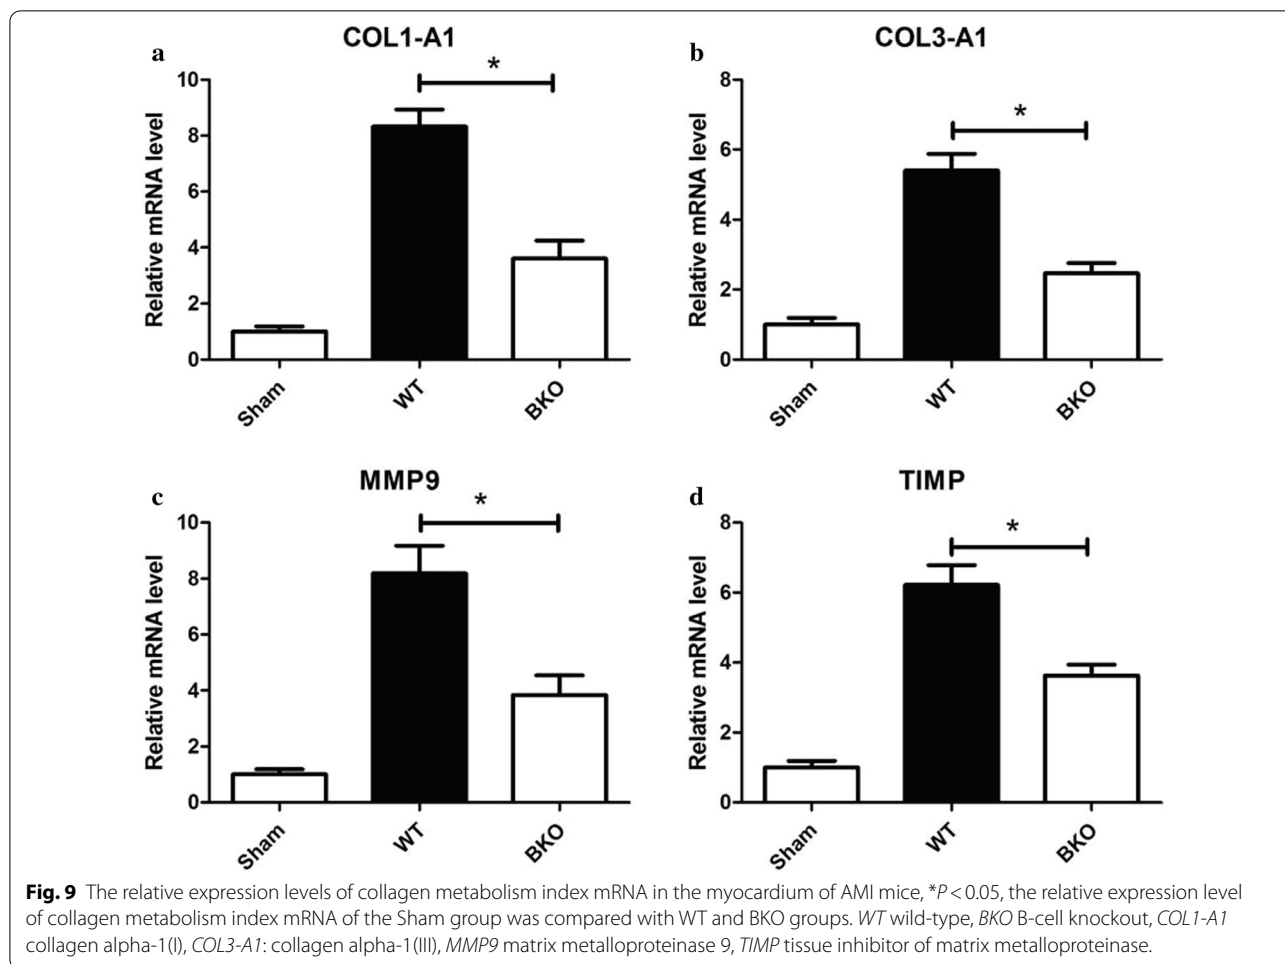 a
COL1-A1
Relative mRNA level
10
8
6
4
2
0
*
Sham
WT
BKO
b
COL3-A1
Relative mRNA level
8
6
4
2
0
*
Sham
WT
BKO
c
MMP9
Relative mRNA level
10
8
6
4
2
0
*
Sham
WT
BKO
d
TIMP
Relative mRNA level
8
6
4
2
0
*
Sham
WT
BKO
Fig. 9 The relative expression levels of collagen metabolism index mRNA in the myocardium of AMI mice, *P < 0.05, the relative expression level
of collagen metabolism index mRNA of the Sham group was compared with WT and BKO groups. WT wild-type, BKO B-cell knockout, COL1-A1
collagen alpha-1(I), COL3-A1: collagen alpha-1(III), MMP9 matrix metalloproteinase 9, TIMP tissue inhibitor of matrix metalloproteinase.